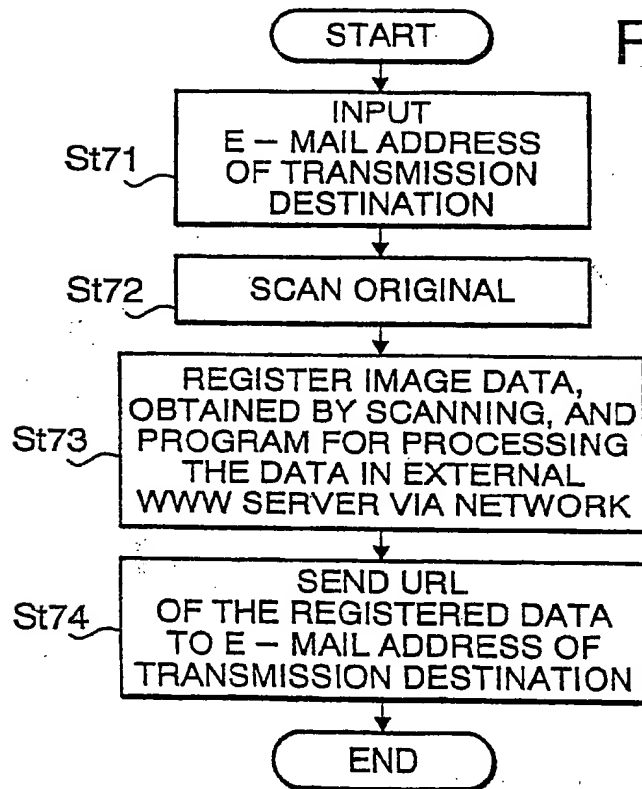 START
F
INPUT
E – MAIL ADDRESS
OF TRANSMISSION
DESTINATION
St71
SCAN ORIGINAL
St72
REGISTER IMAGE DATA,
OBTAINED BY SCANNING, AND
PROGRAM FOR PROCESSING
THE DATA IN EXTERNAL
WWW SERVER VIA NETWORK
St73
SEND URL
OF THE REGISTERED DATA
TO E – MAIL ADDRESS OF
TRANSMISSION DESTINATION
St74
END